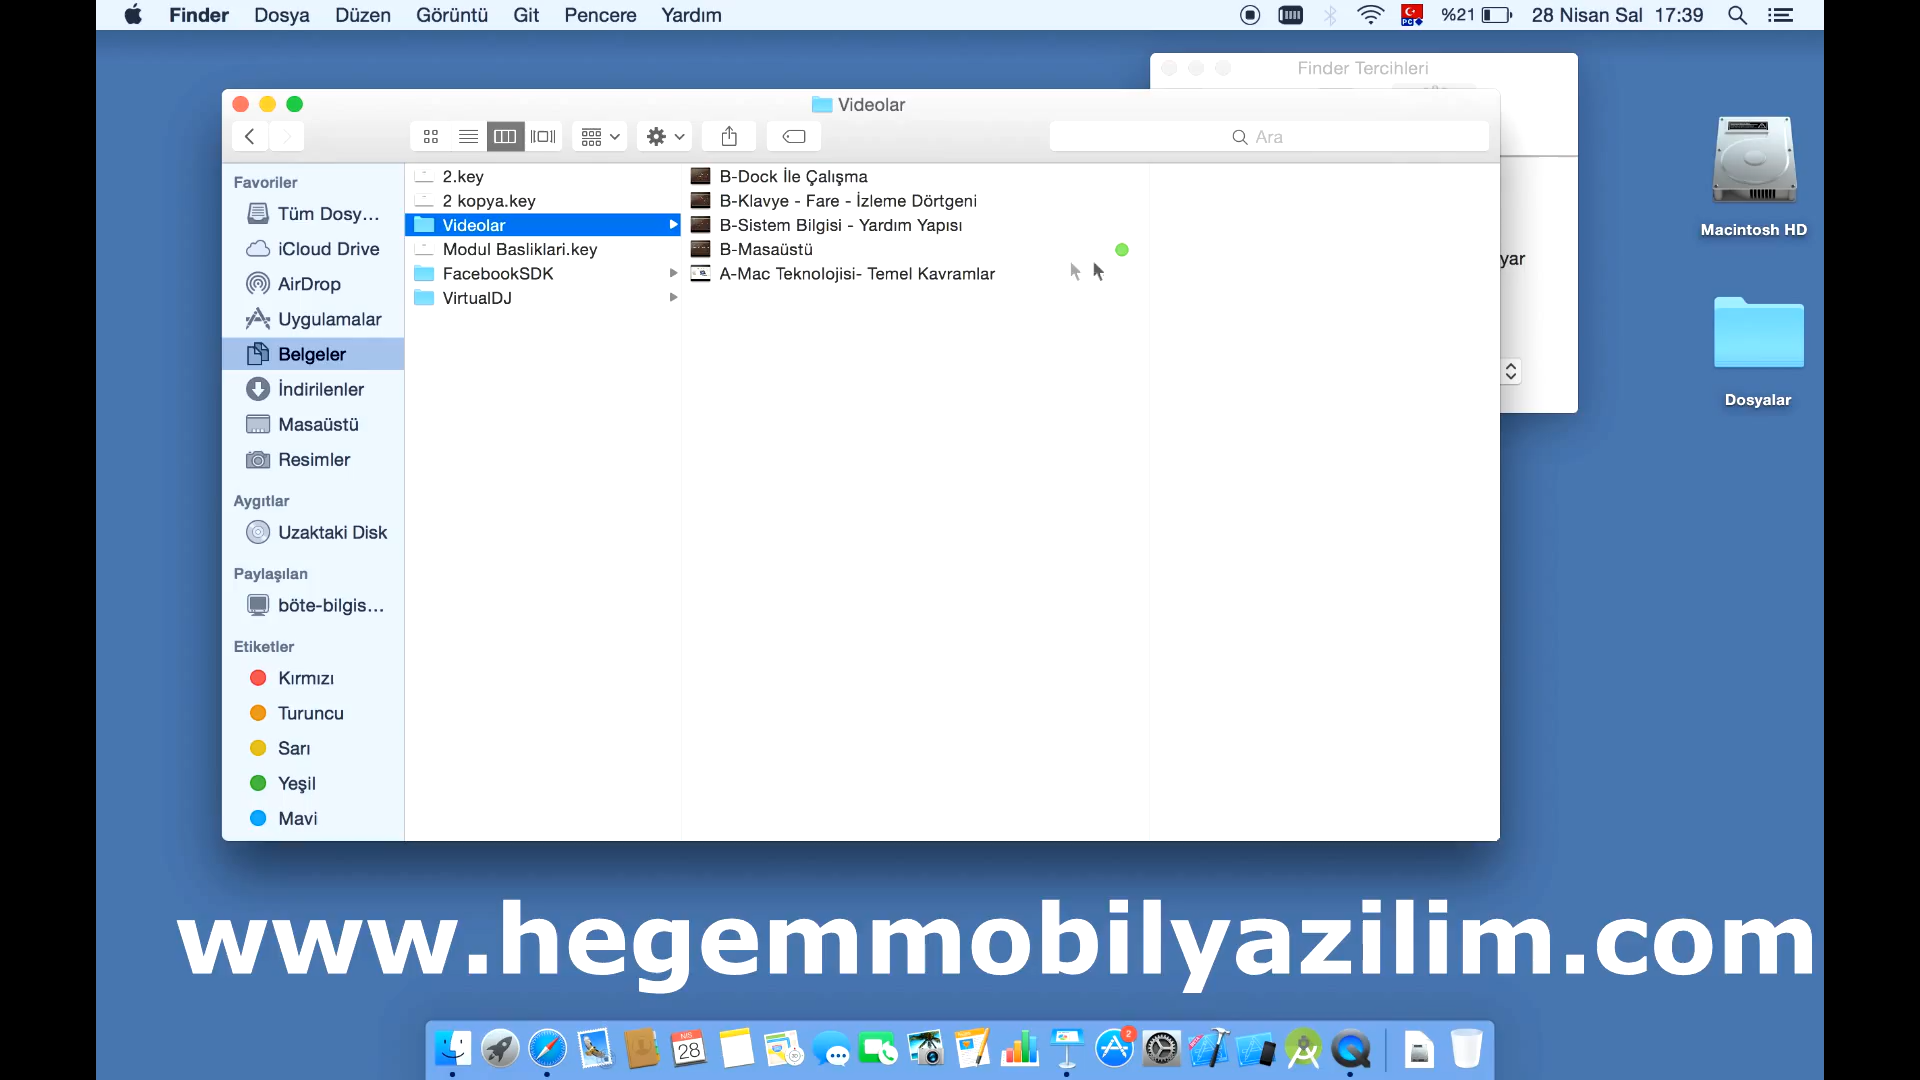 Finder Dosya Düzen Görüntü Git Pencere Yardım %21 28 Nisan Sal 17:39
Finder Tercihleri
Videolar
Ara
Favoriler
Tüm Dosy...
iCloud Drive
AirDrop
Uygulamalar
Belgeler
İndirilenler
Masaüstü
Resimler
Aygıtlar
Uzaktaki Disk
Paylaşılan
böte-bilgis...
Etiketler
Kırmızı
Turuncu
Sarı
Yeşil
Mavi
2.key
2 kopya.key
Videolar
Modul Basliklari.key
FacebookSDK
VirtualDJ
B-Dock İle Çalışma
B-Klavye - Fare - İzleme Dörtgeni
B-Sistem Bilgisi - Yardım Yapısı
B-Masaüstü
A-Mac Teknolojisi- Temel Kavramlar
yar
Macintosh HD
Dosyalar
www.hegemmobilyazilim.com
NİS
28
2